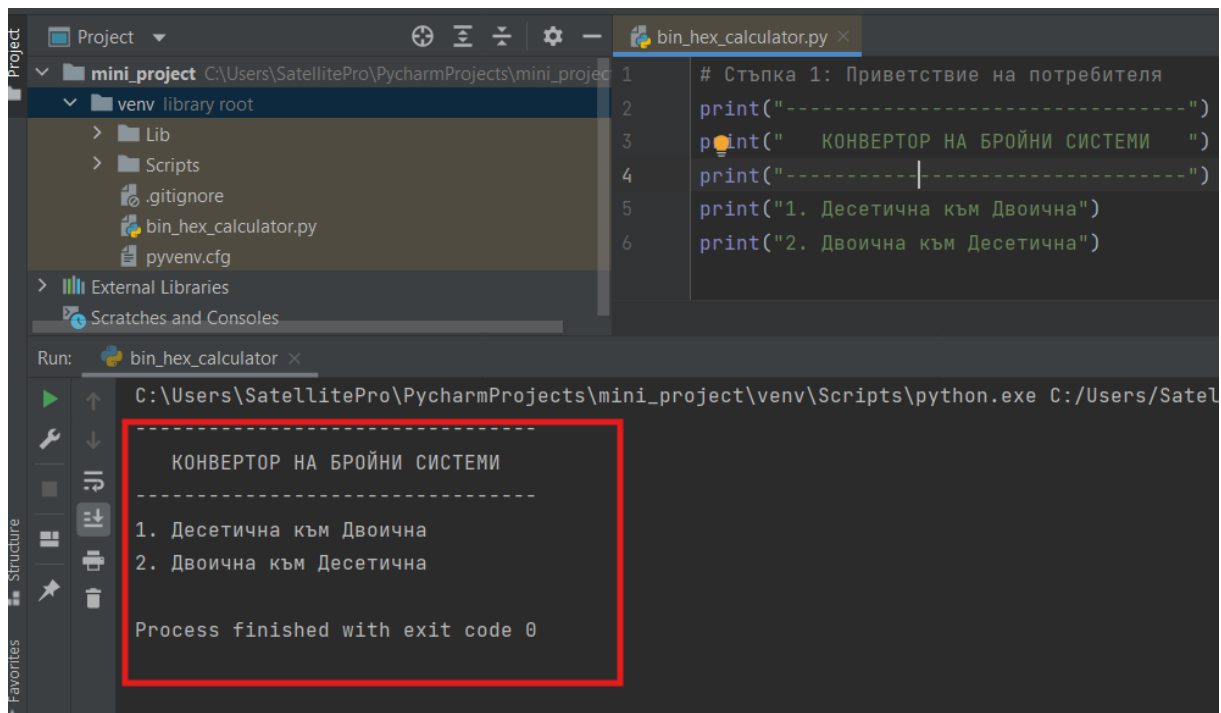 Project
Project
mini_project C:\Users\SatellitePro\PycharmProjects\mini_projec
venv library root
Lib
Scripts
.gitignore
bin_hex_calculator.py
pyvenv.cfg
External Libraries
Scratches and Consoles
bin_hex_calculator.py
1 # Стъпка 1: Приветствие на потребителя
2 print("---------------------------------")
3 print("   КОНВЕРТОР НА БРОЙНИ СИСТЕМИ   ")
4 print("---------------------------------")
5 print("1. Десетична към Двоична")
6 print("2. Двоична към Десетична")
Run: bin_hex_calculator
C:\Users\SatellitePro\PycharmProjects\mini_project\venv\Scripts\python.exe C:/Users/Satel
---------------------------------
   КОНВЕРТОР НА БРОЙНИ СИСТЕМИ
---------------------------------
1. Десетична към Двоична
2. Двоична към Десетична
Process finished with exit code 0
Structure
Favorites